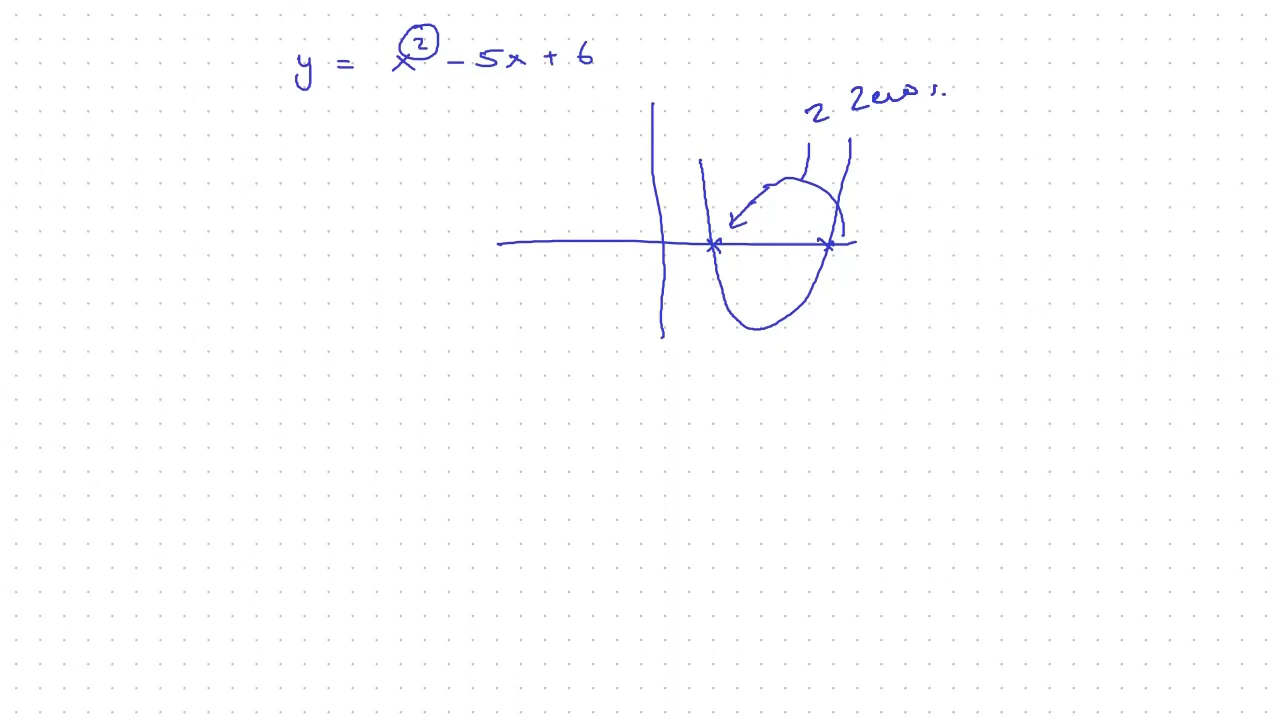 y = x² - 5x + 6
2 zeros.